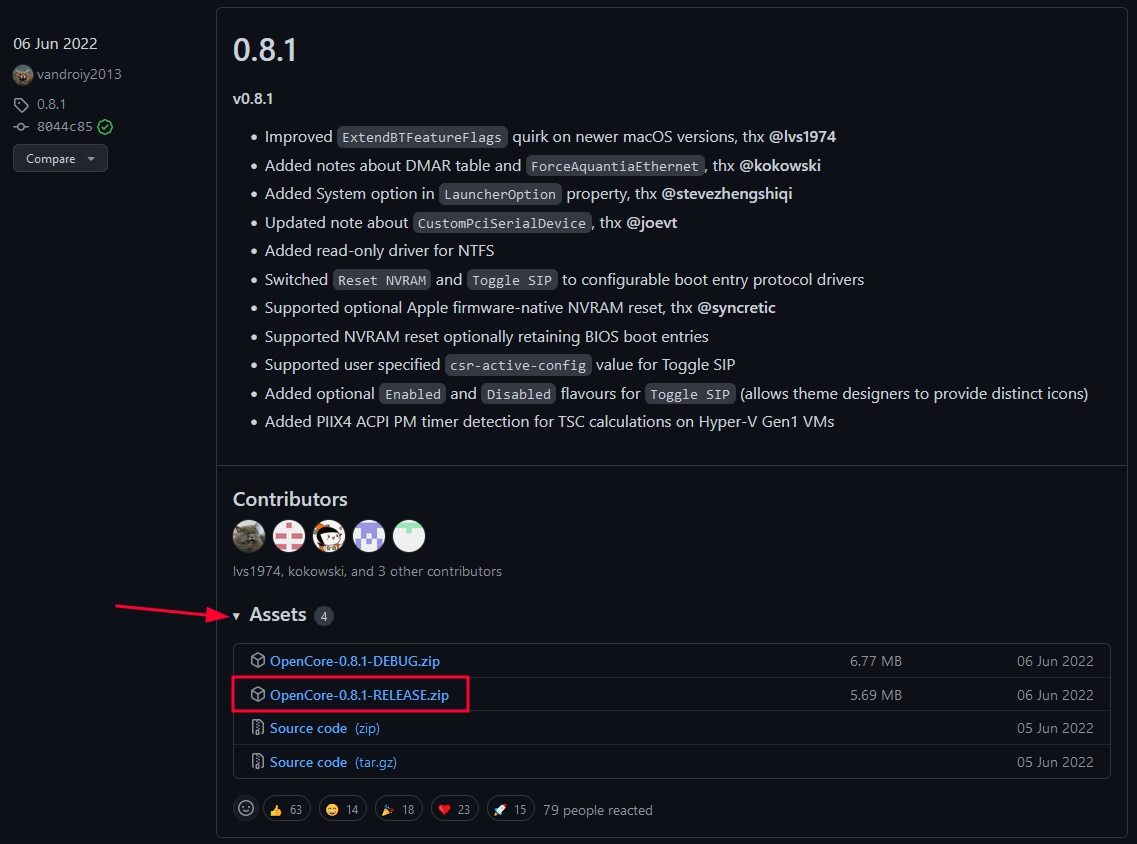 06 Jun 2022
vandroiy2013
0.8.1
8044c85
Compare
0.8.1
v0.8.1
Improved ExtendBTFeatureFlags quirk on newer macOS versions, thx @lvs1974
Added notes about DMAR table and ForceAquantiaEthernet, thx @kokowski
Added System option in LauncherOption property, thx @stevezhengshiqi
Updated note about CustomPciSerialDevice, thx @joevt
Added read-only driver for NTFS
Switched Reset NVRAM and Toggle SIP to configurable boot entry protocol drivers
Supported optional Apple firmware-native NVRAM reset, thx @syncretic
Supported NVRAM reset optionally retaining BIOS boot entries
Supported user specified csr-active-config value for Toggle SIP
Added optional Enabled and Disabled flavours for Toggle SIP (allows theme designers to provide distinct icons)
Added PIIX4 ACPI PM timer detection for TSC calculations on Hyper-V Gen1 VMs
Contributors
lvs1974, kokowski, and 3 other contributors
Assets 4
OpenCore-0.8.1-DEBUG.zip 6.77 MB 06 Jun 2022
OpenCore-0.8.1-RELEASE.zip 5.69 MB 06 Jun 2022
Source code (zip) 05 Jun 2022
Source code (tar.gz) 05 Jun 2022
63 14 18 23 15 79 people reacted